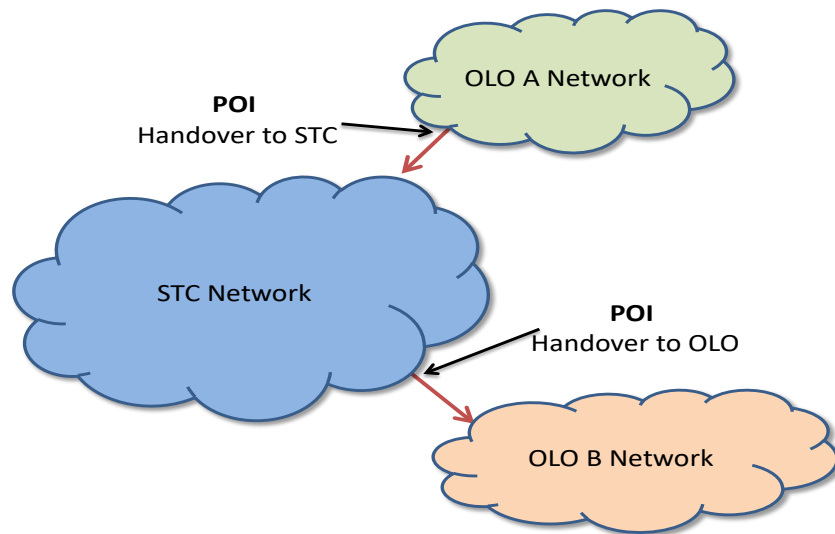 OLO A Network
POI
Handover to STC
STC Network
POI
Handover to OLO
OLO B Network